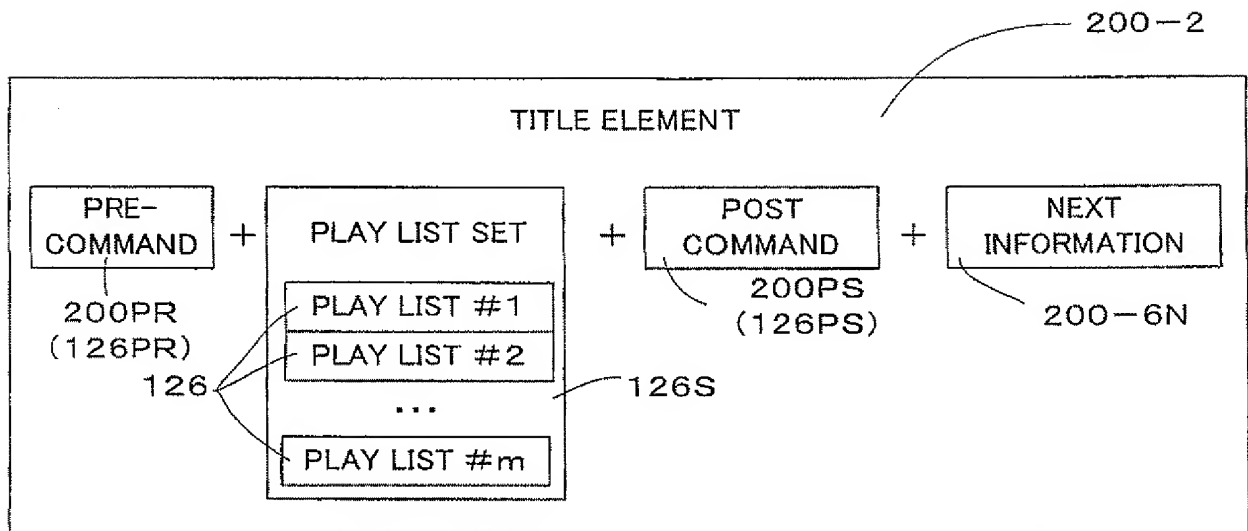 200-2
TITLE ELEMENT
PRE-
COMMAND
+
PLAY LIST SET
+
POST
COMMAND
+
NEXT
INFORMATION
200PR
(126PR)
PLAY LIST #1
PLAY LIST #2
...
PLAY LIST #m
126
126S
200PS
(126PS)
200-6N